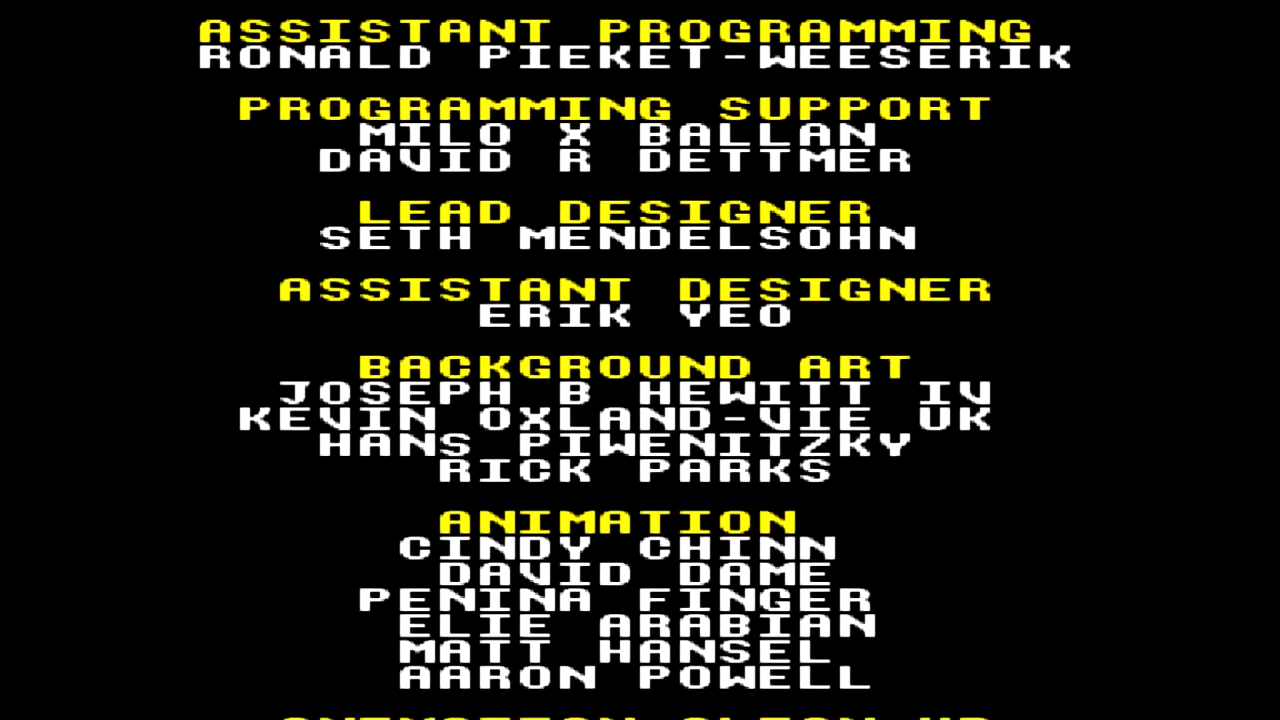 ASSISTANT PROGRAMMING
RONALD PIEKET-WEESERIK
PROGRAMMING SUPPORT
MILO X BALLAN
DAVID R DETTMER
LEAD DESIGNER
SETH MENDELSOHN
ASSISTANT DESIGNER
ERIK YEO
BACKGROUND ART
JOSEPH B HEWITT IV
KEVIN OXLAND-VIE UK
HANS PIWENITZKY
RICK PARKS
ANIMATION
CINDY CHINN
DAVID DAME
PENINA FINGER
ELIE ARABIAN
MATT HANSEL
AARON POWELL